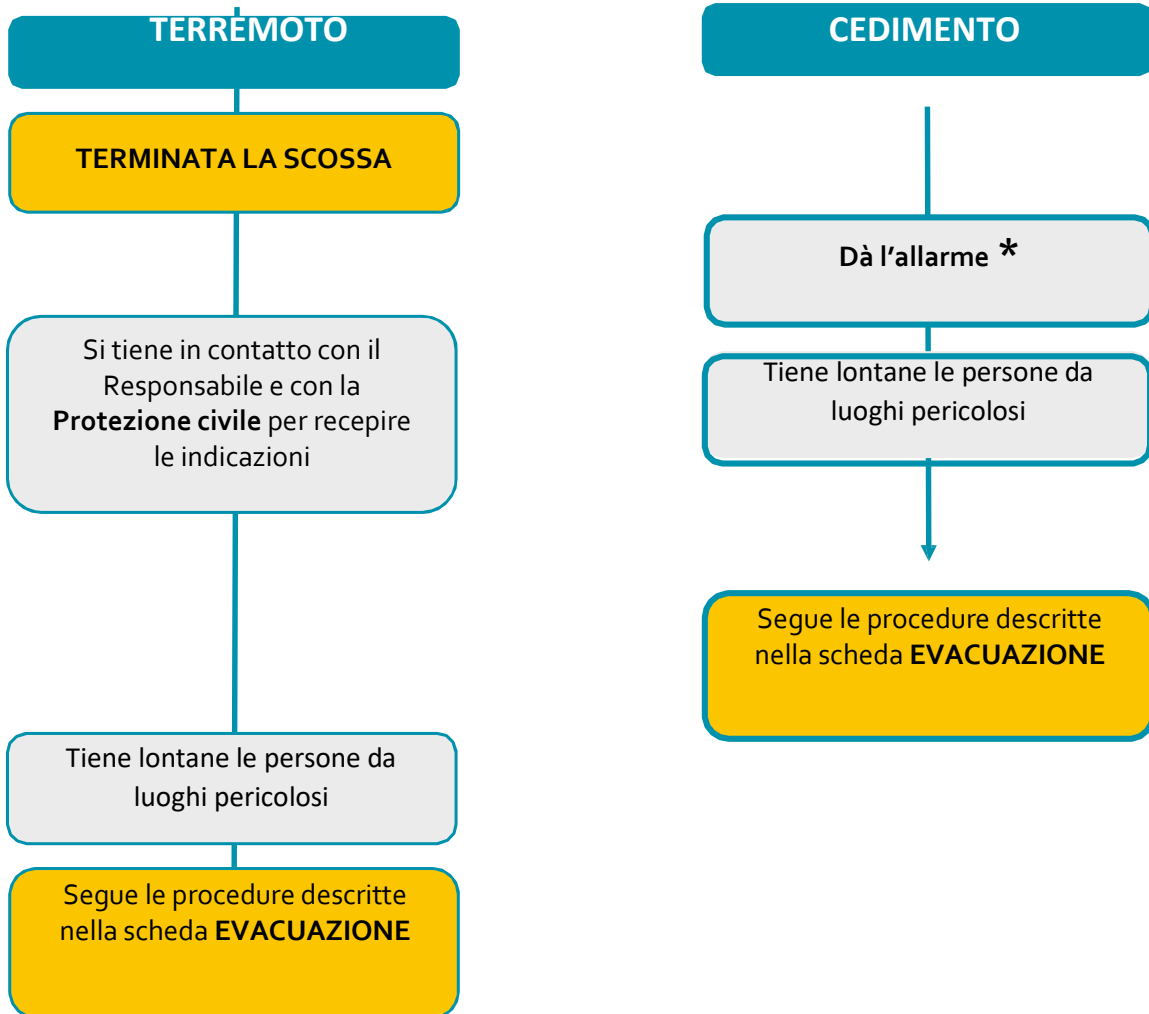 TERREMOTO
TERMINATA LA SCOSSA
Si tiene in contatto con il
Responsabile e con la
Protezione civile per recepire
le indicazioni
Tiene lontane le persone da
luoghi pericolosi
Segue le procedure descritte
nella scheda EVACUAZIONE
CEDIMENTO
Dà l'allarme *
Tiene lontane le persone da
luoghi pericolosi
Segue le procedure descritte
nella scheda EVACUAZIONE